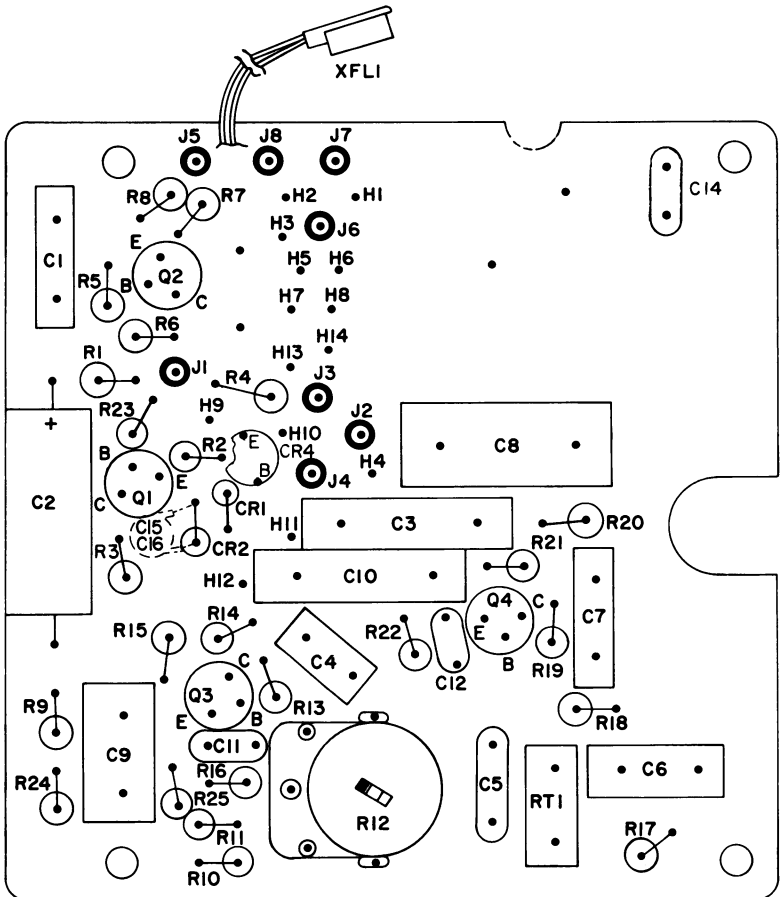 XFL1
J5 J8 J7
R8 R7 H2 H1 C14
H3 J6
E
C1 Q2 H5 H6
R5 B C
H7 H8
R6
H14
R1 H13
J1 R4 J3
R23 H9 J2
+
B R2 E H10 CR4 C8
E J4 H4
C2 C Q1 B CR1
C15 H11 C3 R20
C16 R21
R3 CR2
H12 C10
Q4 C C7
R15 R14 R22 E
B R19
C4 C12
C
R9 Q3 R13 R18
E B
C9 C11
R16 C5 C6
R24 R25 RT1
R12
R11 R17
R10